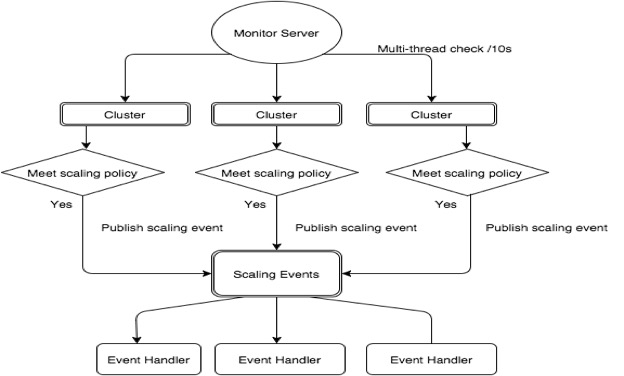 Monitor Server
Multi-thread check /10s
Cluster
Cluster
Cluster
Meet scaling policy
Meet scaling policy
Meet scaling policy
Yes
Yes
Yes
Publish scaling event
Publish scaling event
Publish scaling event
Scaling Events
Event Handler
Event Handler
Event Handler